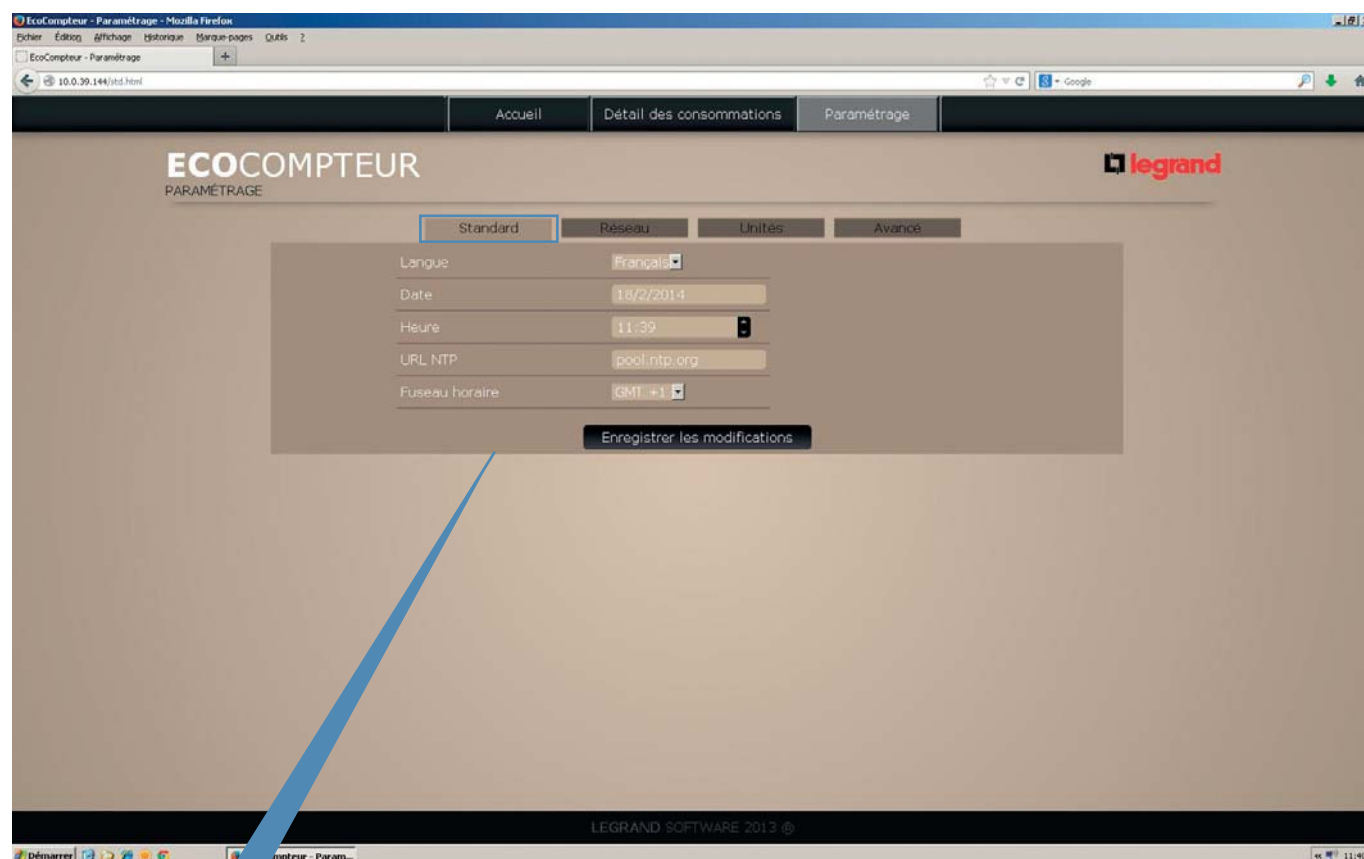 EcoCompteur - Paramétrage - Mozilla Firefox
Fichier Édition Affichage Historique Marque-pages Outils ?
EcoCompteur - Paramétrage +
10.0.39.144/std.html Google
Accueil Détail des consommations Paramétrage
ECOCOMPTEUR legrand
PARAMÉTRAGE
Standard Réseau Unités Avancé
Langue Français
Date 18/2/2014
Heure 11:39
URL NTP pool.ntp.org
Fuseau horaire GMT +1
Enregistrer les modifications
LEGRAND SOFTWARE 2013 ®
Démarrer Param...